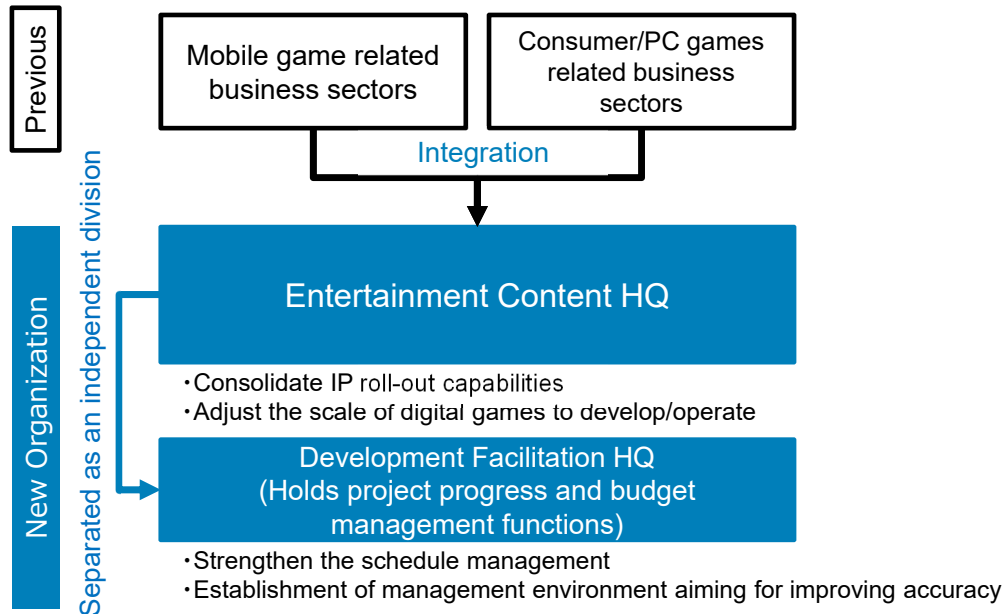 Previous
Mobile game related
business sectors
Consumer/PC games
related business
sectors
Integration
New Organization
Separated as an independent division
Entertainment Content HQ
・Consolidate IP roll-out capabilities
・Adjust the scale of digital games to develop/operate
Development Facilitation HQ
(Holds project progress and budget
management functions)
・Strengthen the schedule management
・Establishment of management environment aiming for improving accuracy